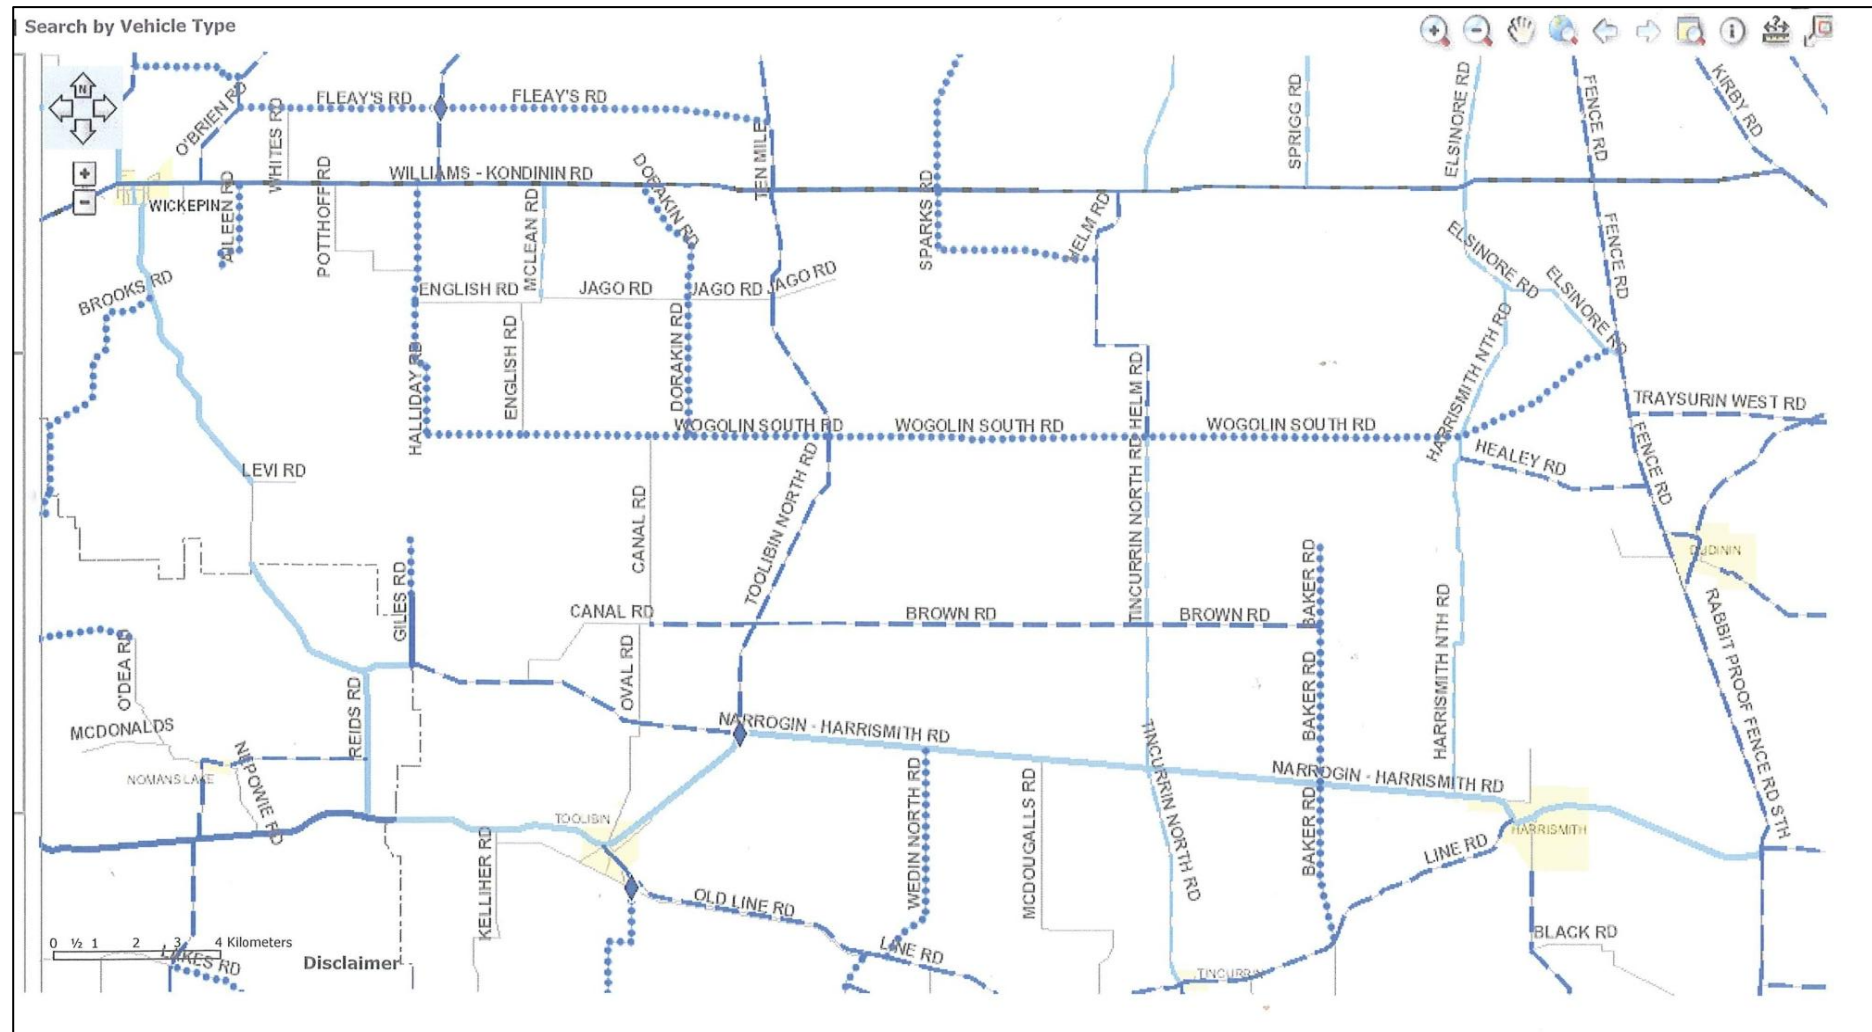 Search by Vehicle Type
N
O'BRIEN RD
FLEAY'S RD
FLEAY'S RD
WHITES RD
TEN MILE
SPRIGG RD
ELSINORE RD
FENCE RD
KIRBY RD
WICKEPIN
AILEEN RD
POTTHOFF RD
WILLIAMS - KONDININ RD
MCLEAN RD
DORAKIN RD
SPARKS RD
HELM RD
ELSINORE RD
ELSINORE RD
FENCE RD
BROOKS RD
ENGLISH RD
JAGO RD
JAGO RD
JAGO RD
HALLIDAY RD
ENGLISH RD
DORAKIN RD
HELM RD
HARRISMITH NTH RD
TRAYSURIN WEST RD
WOGOLIN SOUTH RD
WOGOLIN SOUTH RD
WOGOLIN SOUTH RD
HEALEY RD
FENCE RD
LEVI RD
CANAL RD
TOOLIBIN NORTH RD
TINCURRIN NORTH RD
DUDININ
GILES RD
CANAL RD
BROWN RD
BROWN RD
BAKER RD
HARRISMITH NTH RD
RABBIT PROOF FENCE RD STH
O'DEA RD
OVAL RD
REIDS RD
BAKER RD
MCDONALDS
NARROGIN - HARRISMITH RD
NARROGIN - HARRISMITH RD
NOMANS LAKE
NEPOWIE RD
TOOLIBIN
WEDIN NORTH RD
MCDOUGALLS RD
TINCURRIN NORTH RD
BAKER RD
LINE RD
HARRISMITH
KELLIHER RD
OLD LINE RD
LINE RD
BLACK RD
0 ½ 1 2 3 4 Kilometers
LUKES RD
Disclaimer
TINCURRIN